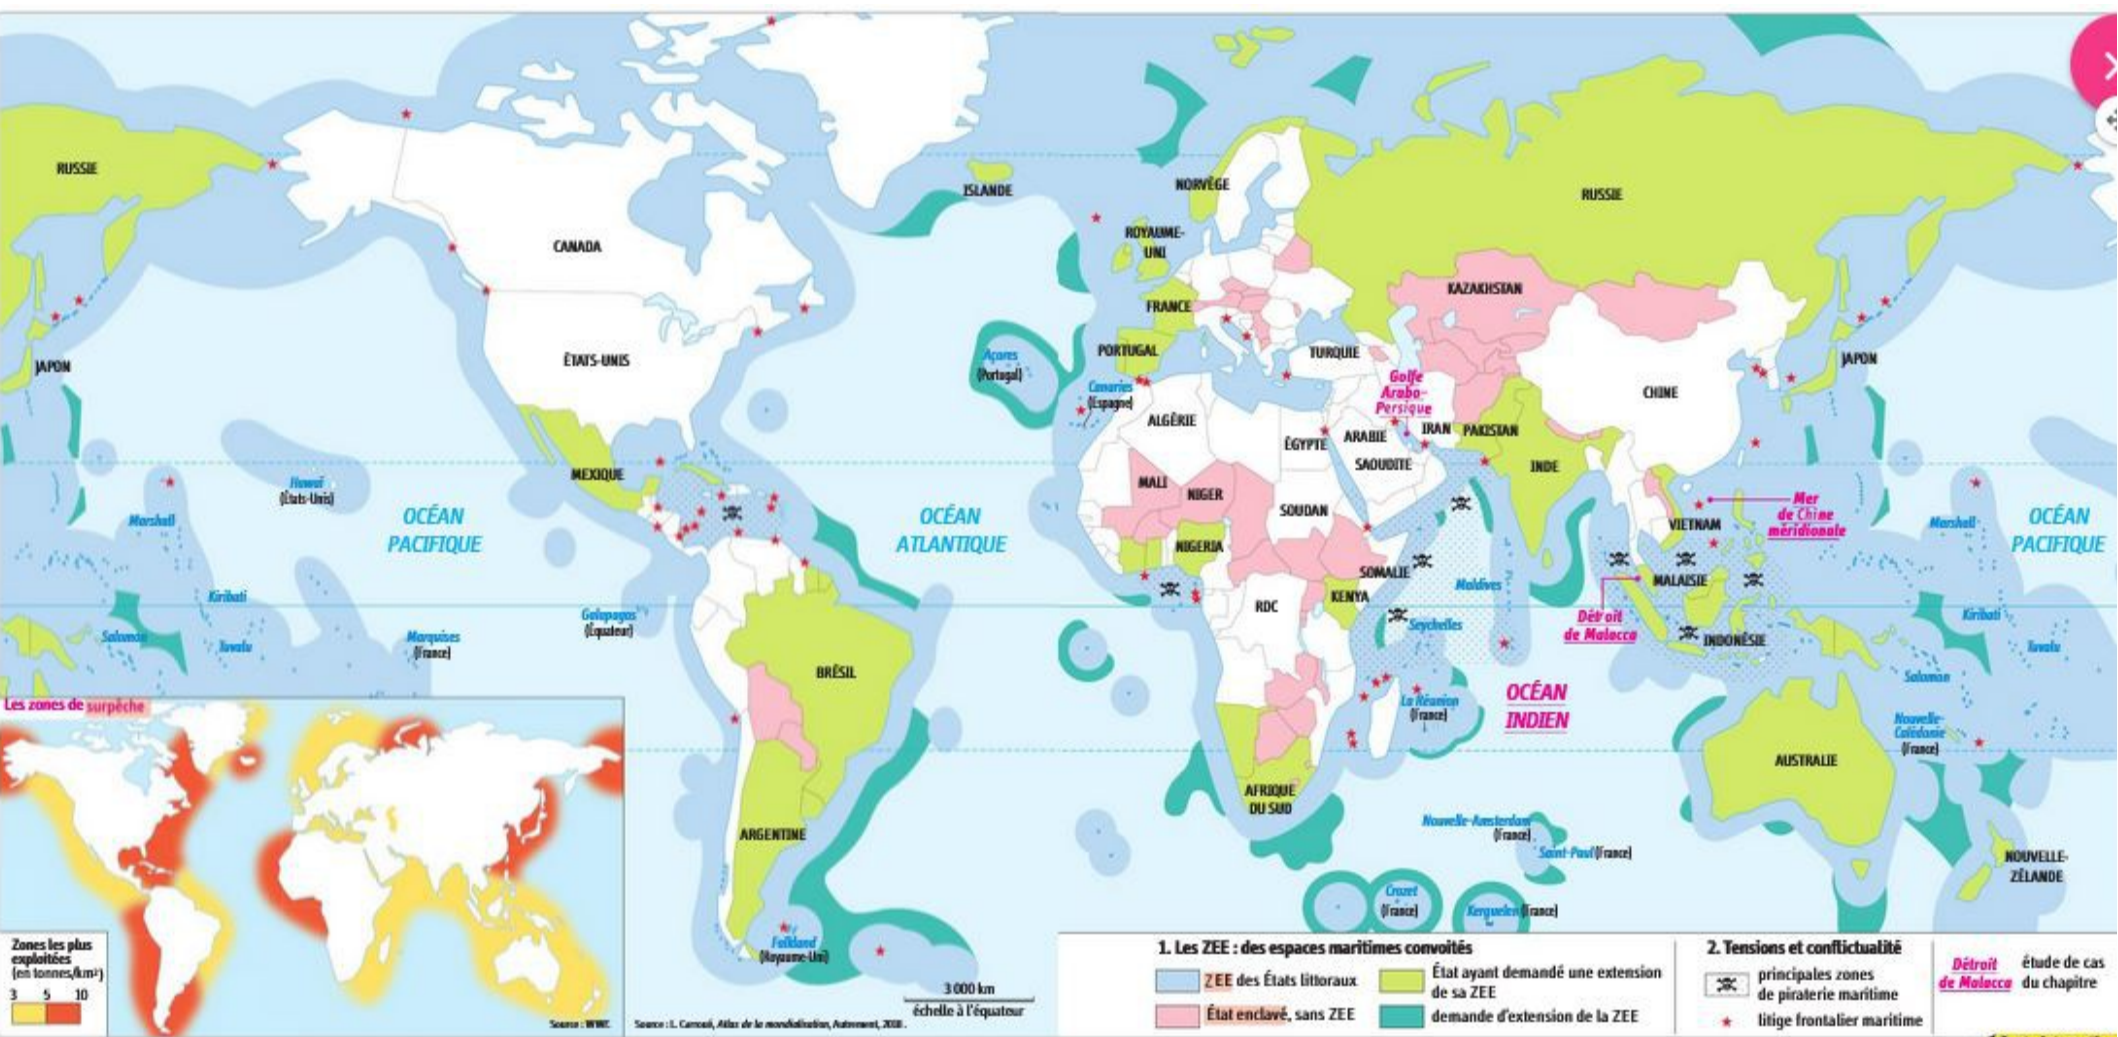 RUSSIE
CANADA
ÉTATS-UNIS
JAPON
MEXIQUE
Hawaï
(États-Unis)
Marshall
OCÉAN
PACIFIQUE
Kiribati
Salomon
Tuvalu
Marquises
(France)
Galapagos
(Équateur)
BRÉSIL
ARGENTINE
Falkland
(Royaume-Uni)
OCÉAN
ATLANTIQUE
Açores
(Portugal)
ISLANDE
NORVÈGE
ROYAUME-
UNI
FRANCE
PORTUGAL
Canaries
(Espagne)
ALGÉRIE
MALI
NIGER
NIGERIA
ÉGYPTE
SOUDAN
RDC
SOMALIE
KENYA
AFRIQUE
DU SUD
TURQUIE
Golfe
Arabo-
Persique
ARABIE
SAOUDITE
IRAN
PAKISTAN
INDE
KAZAKHSTAN
RUSSIE
CHINE
JAPON
VIETNAM
Mer
de Chine
méridionale
MALAISIE
Détroit
de Malacca
INDONÉSIE
Maldives
Seychelles
La Réunion
(France)
OCÉAN
INDIEN
Nouvelle-Amsterdam
(France)
Saint-Paul (France)
Crozet
(France)
Kerguelen (France)
AUSTRALIE
Marshall
OCÉAN
PACIFIQUE
Kiribati
Tuvalu
Salomon
Nouvelle-
Calédonie
(France)
NOUVELLE-
ZÉLANDE
Les zones de surpêche
Zones les plus
exploitées
(en tonnes/km²)
3 5 10
Source : WWF.
Source : L. Carroué, Atlas de la mondialisation, Autrement, 2018.
3 000 km
échelle à l'équateur
1. Les ZEE : des espaces maritimes convoités
ZEE des États littoraux
État enclavé, sans ZEE
État ayant demandé une extension
de sa ZEE
demande d'extension de la ZEE
2. Tensions et conflictualité
principales zones
de piraterie maritime
litige frontalier maritime
Détroit
de Malacca
étude de cas
du chapitre